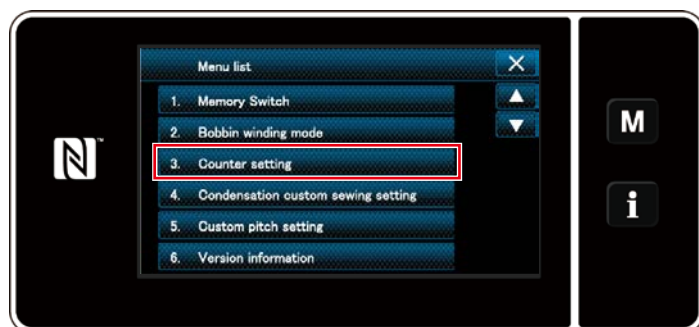 Menu list
1. Memory Switch
2. Bobbin winding mode
3. Counter setting
4. Condensation custom sewing setting
5. Custom pitch setting
6. Version information
M
i